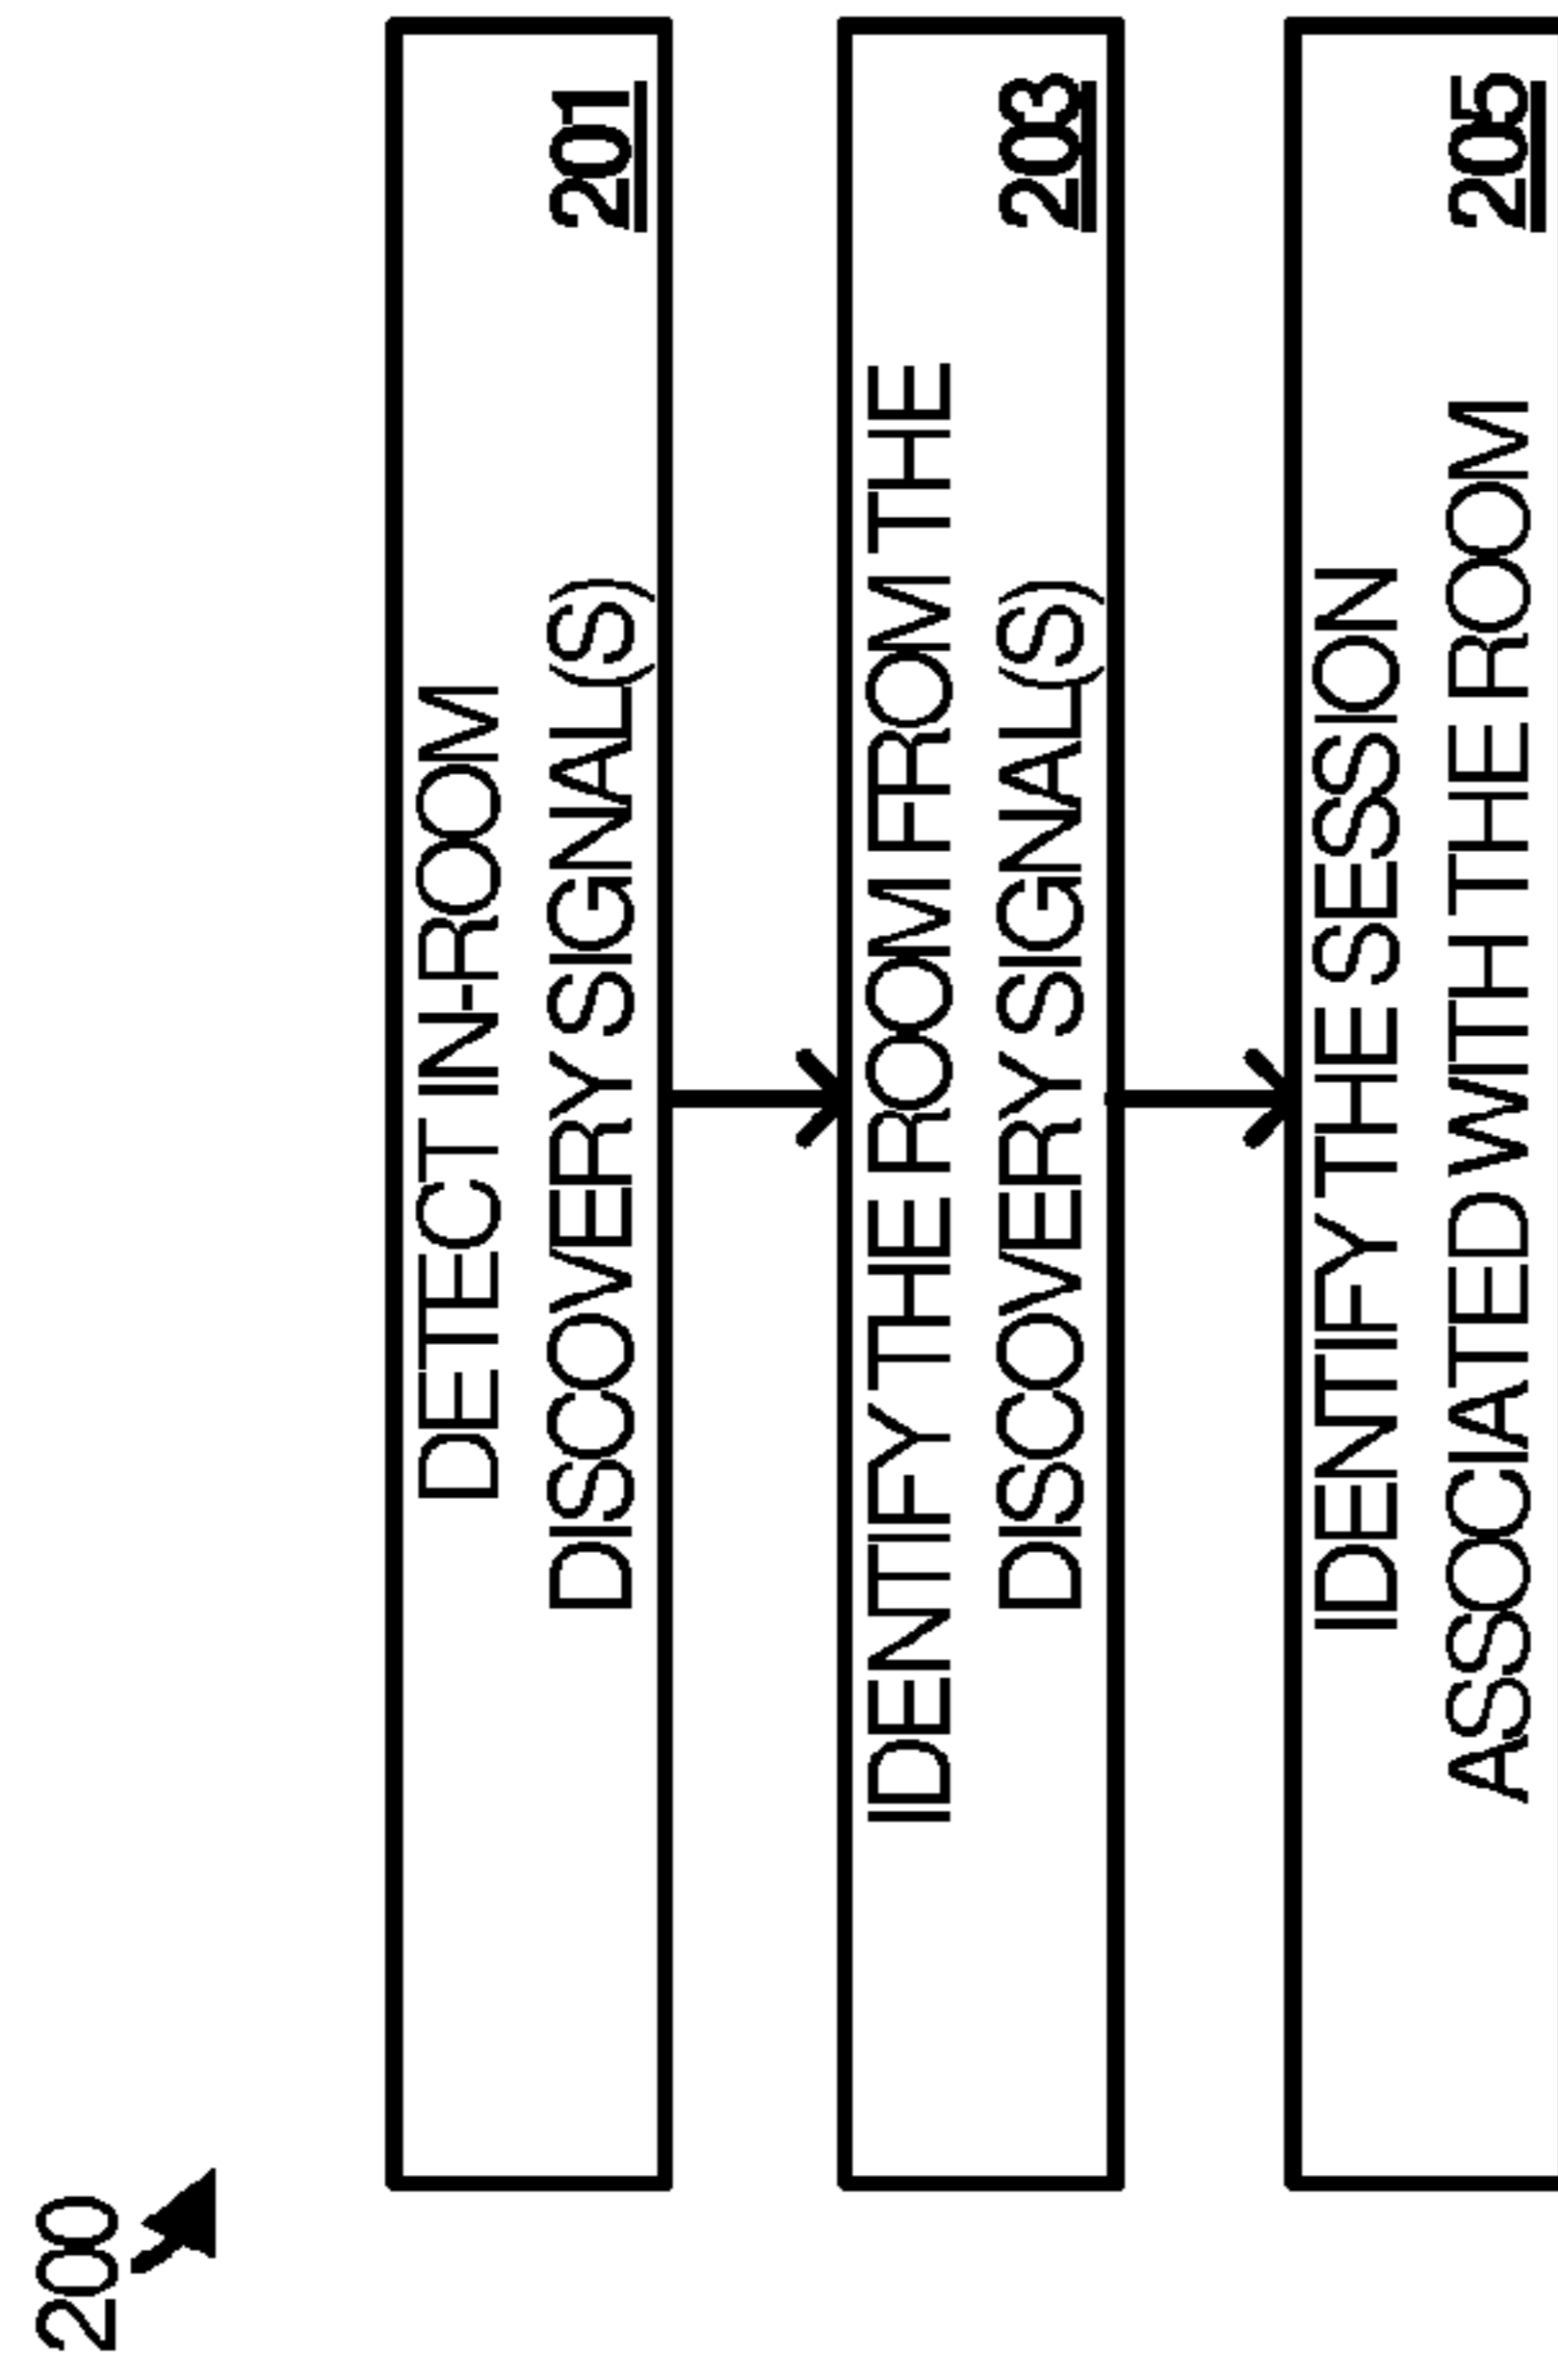 200
DETECT IN-ROOM
DISCOVERY SIGNAL(S)
201
IDENTIFY THE ROOM FROM THE
DISCOVERY SIGNAL(S)
203
IDENTIFY THE SESSION
ASSOCIATED WITH THE ROOM
205